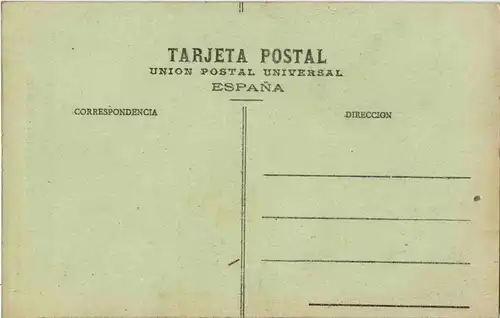 TARJETA POSTAL
UNION POSTAL UNIVERSAL
ESPAÑA
CORRESPONDENCIA
DIRECCION